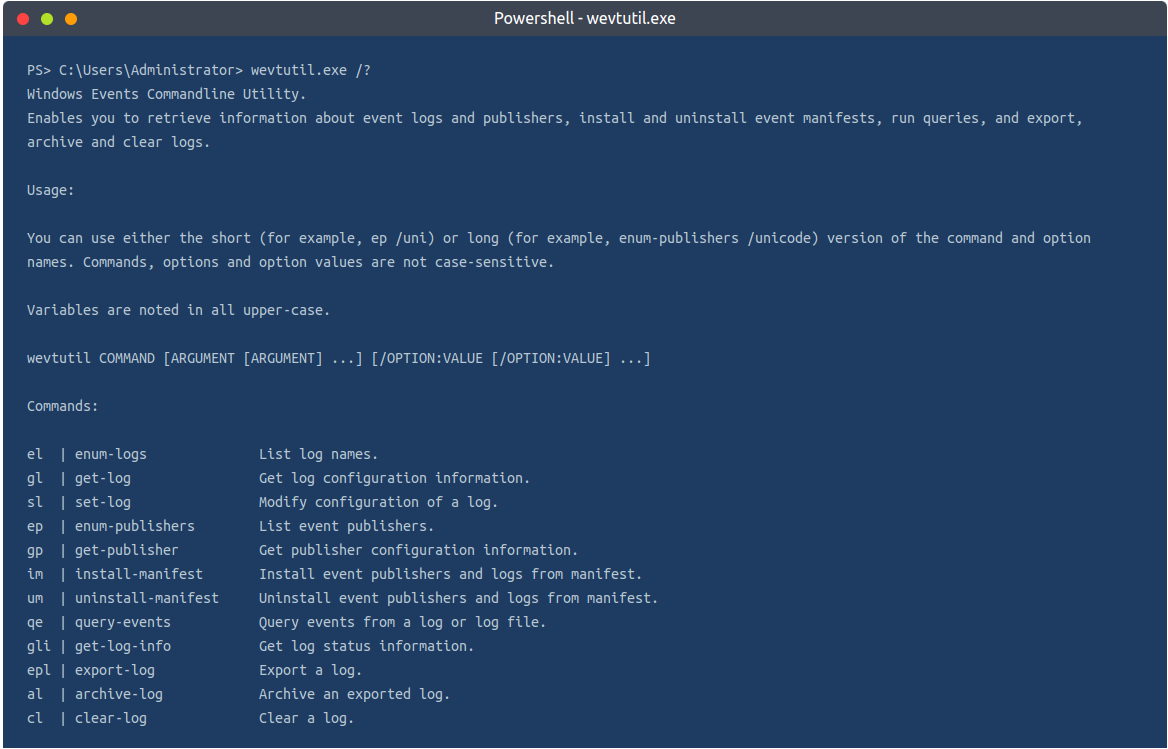 Powershell - wevtutil.exe
PS> C:\Users\Administrator> wevtutil.exe /?
Windows Events Commandline Utility.
Enables you to retrieve information about event logs and publishers, install and uninstall event manifests, run queries, and export,
archive and clear logs.
Usage:
You can use either the short (for example, ep /uni) or long (for example, enum-publishers /unicode) version of the command and option
names. Commands, options and option values are not case-sensitive.
Variables are noted in all upper-case.
wevtutil COMMAND [ARGUMENT [ARGUMENT] ...] [/OPTION:VALUE [/OPTION:VALUE] ...]
Commands:
el | enum-logs List log names.
gl | get-log Get log configuration information.
sl | set-log Modify configuration of a log.
ep | enum-publishers List event publishers.
gp | get-publisher Get publisher configuration information.
im | install-manifest Install event publishers and logs from manifest.
um | uninstall-manifest Uninstall event publishers and logs from manifest.
qe | query-events Query events from a log or log file.
gli | get-log-info Get log status information.
epl | export-log Export a log.
al | archive-log Archive an exported log.
cl | clear-log Clear a log.